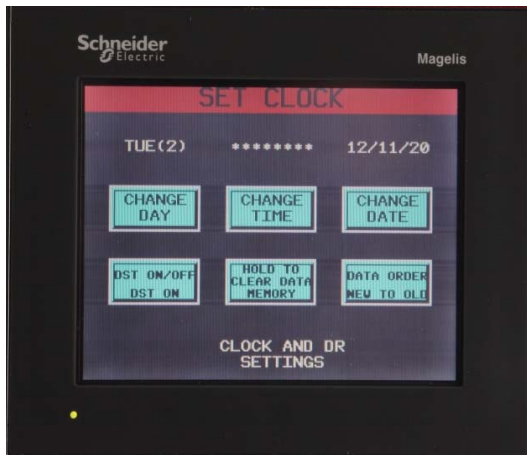 Schneider
Electric
Magelis
SET CLOCK
TUE(2) ******** 12/11/20
CHANGE
DAY
CHANGE
TIME
CHANGE
DATE
DST ON/OFF
DST ON
HOLD TO
CLEAR DATA
MEMORY
DATA ORDER
NEW TO OLD
CLOCK AND DR
SETTINGS